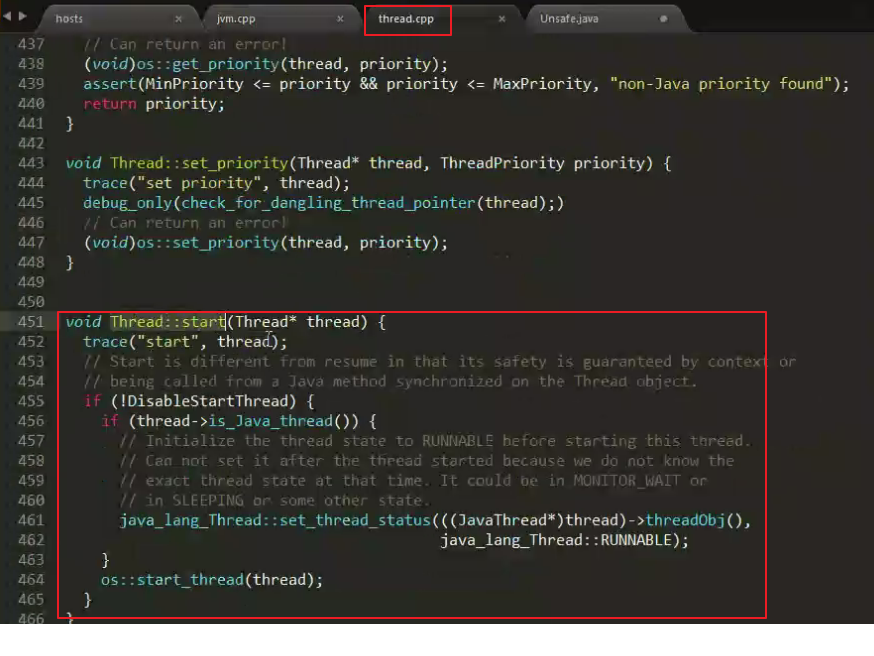 hosts × jvm.cpp × thread.cpp × Unsafe.java
437 // Can return an error!
438 (void)os::get_priority(thread, priority);
439 assert(MinPriority <= priority && priority <= MaxPriority, "non-Java priority found");
440 return priority;
441 }
442
443 void Thread::set_priority(Thread* thread, ThreadPriority priority) {
444 trace("set priority", thread);
445 debug_only(check_for_dangling_thread_pointer(thread);)
446 // Can return an error!
447 (void)os::set_priority(thread, priority);
448 }
449
450
451 void Thread::start(Thread* thread) {
452 trace("start", thread);
453 // Start is different from resume in that its safety is guaranteed by context or
454 // being called from a Java method synchronized on the Thread object.
455 if (!DisableStartThread) {
456 if (thread->is_Java_thread()) {
457 // Initialize the thread state to RUNNABLE before starting this thread.
458 // Can not set it after the thread started because we do not know the
459 // exact thread state at that time. It could be in MONITOR_WAIT or
460 // in SLEEPING or some other state.
461 java_lang_Thread::set_thread_status(((JavaThread*)thread)->threadObj(),
462 java_lang_Thread::RUNNABLE);
463 }
464 os::start_thread(thread);
465 }
466 }